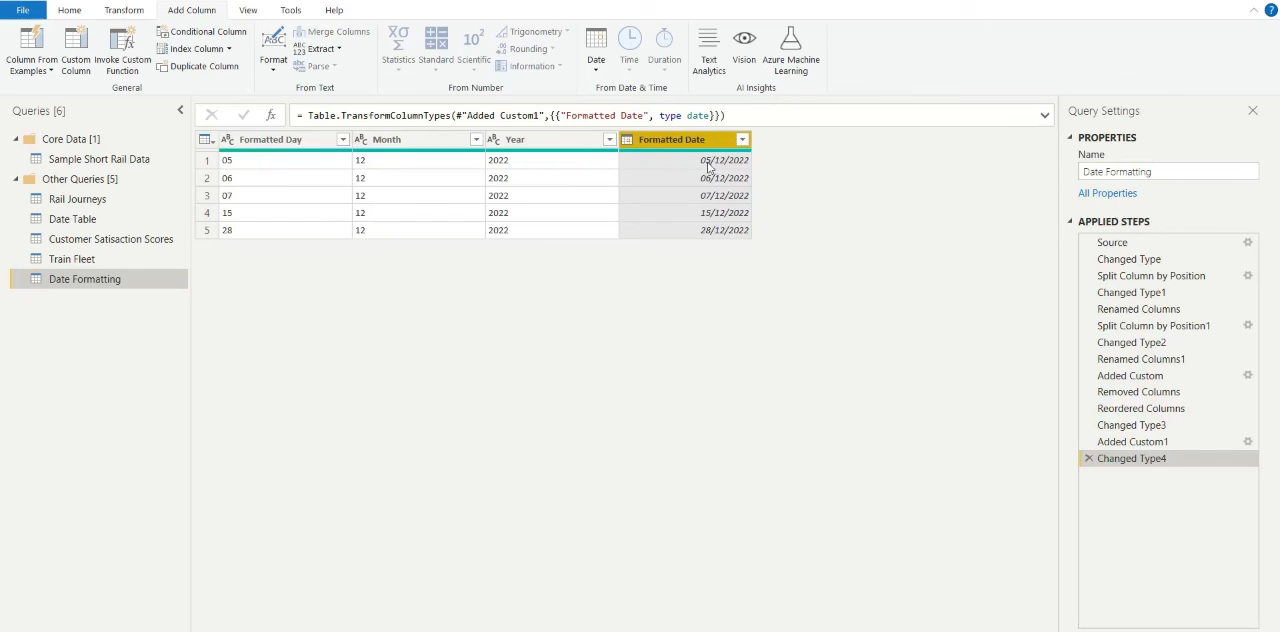 File Home Transform Add Column View Tools Help
Column From Examples
Custom Column
Invoke Custom Function
Conditional Column
Index Column
Duplicate Column
General
Format
Merge Columns
Extract
Parse
From Text
Statistics
Standard
Scientific
Trigonometry
Rounding
Information
From Number
Date
Time
Duration
From Date & Time
Text Analytics
Vision
Azure Machine Learning
AI Insights
Queries [6]
Core Data [1]
Sample Short Rail Data
Other Queries [5]
Rail Journeys
Date Table
Customer Satisaction Scores
Train Fleet
Date Formatting
= Table.TransformColumnTypes(#"Added Custom1",{{"Formatted Date", type date}})
Formatted Day Month Year Formatted Date
1 05 12 2022 05/12/2022
2 06 12 2022 06/12/2022
3 07 12 2022 07/12/2022
4 15 12 2022 15/12/2022
5 28 12 2022 28/12/2022
Query Settings
PROPERTIES
Name
Date Formatting
All Properties
APPLIED STEPS
Source
Changed Type
Split Column by Position
Changed Type1
Renamed Columns
Split Column by Position1
Changed Type2
Renamed Columns1
Added Custom
Removed Columns
Reordered Columns
Changed Type3
Added Custom1
Changed Type4